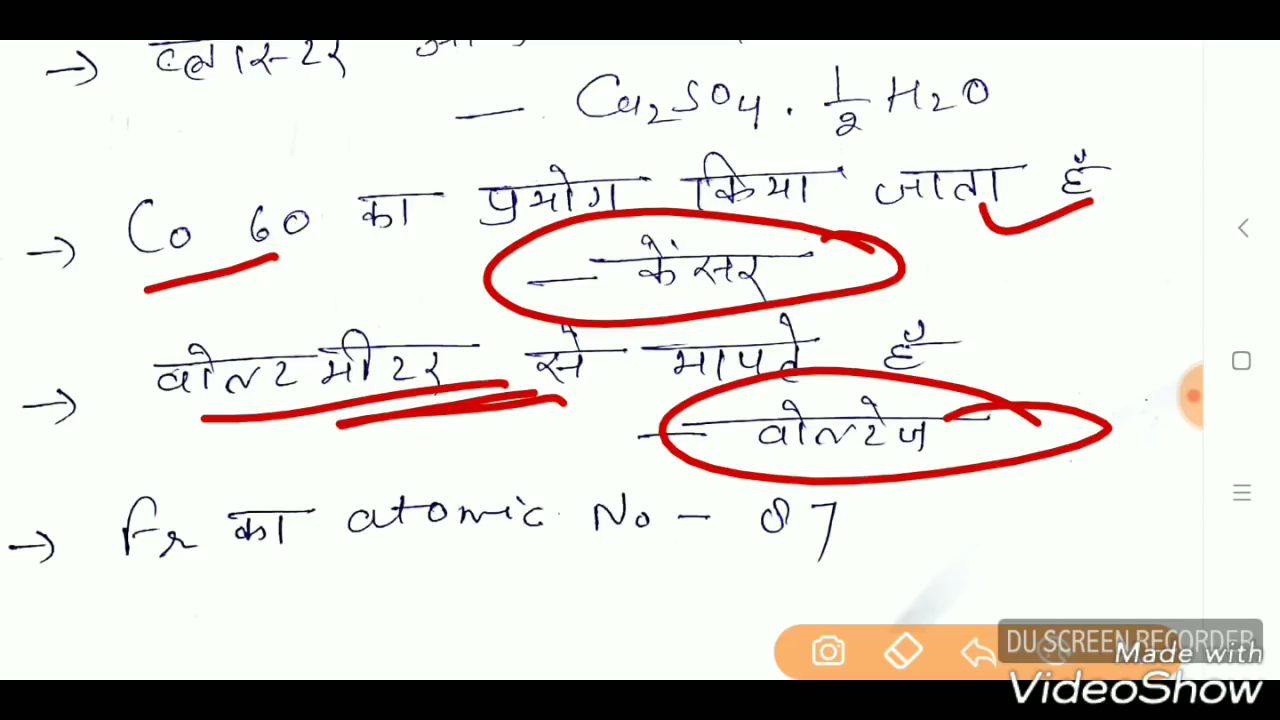 → प्लास्टर
— Ca2SO4 . 1/2 H2O
→ Co 60 का प्रयोग किया जाता है
— कैंसर
→ वोल्टमीटर से मापते हैं
— वोल्टेज
→ Fr का atomic No - 87
DU SCREEN RECORDER
Made with
VideoShow